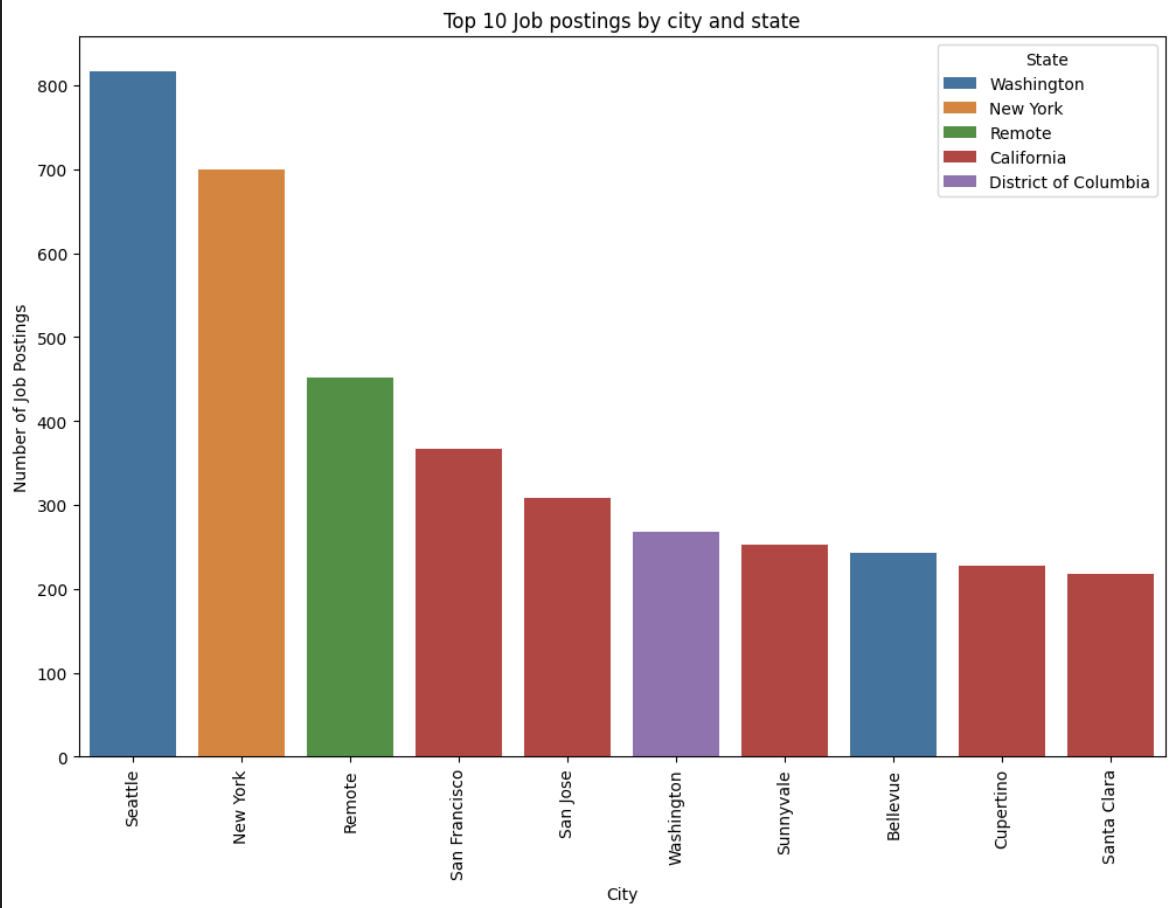 Top 10 Job postings by city and state
State
Washington
New York
Remote
California
District of Columbia
Number of Job Postings
800
700
600
500
400
300
200
100
0
Seattle
New York
Remote
San Francisco
San Jose
Washington
Sunnyvale
Bellevue
Cupertino
Santa Clara
City